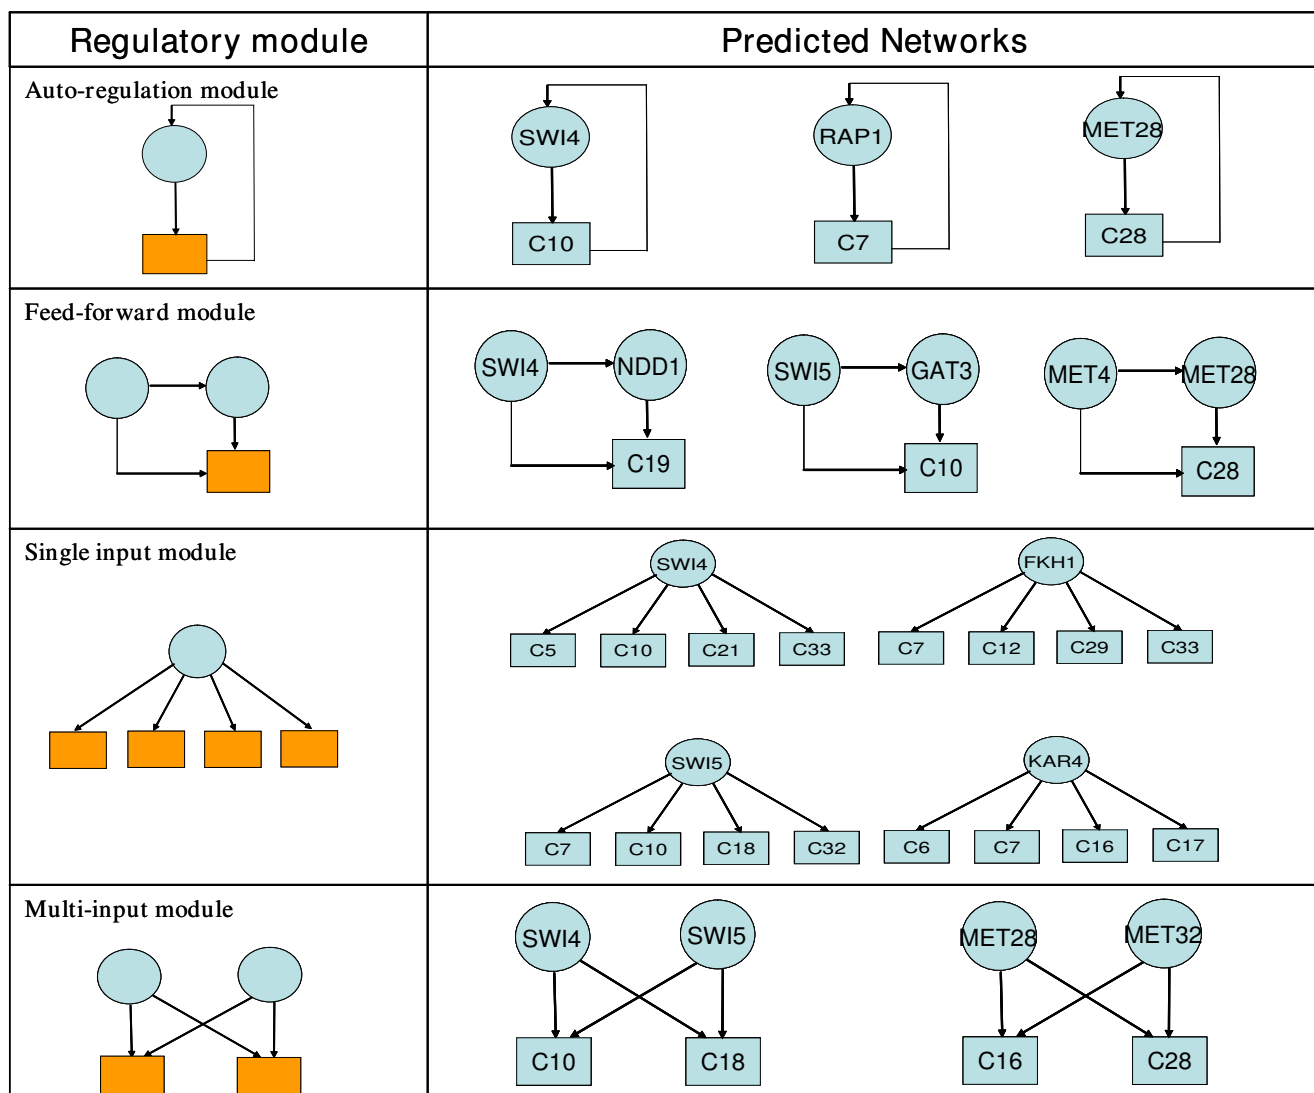 Regulatory module
Predicted Networks
Auto-regulation module
SWI4
RAP1
MET28
C10
C7
C28
Feed-forward module
SWI4
NDD1
SWI5
GAT3
MET4
MET28
C19
C10
C28
Single input module
SWI4
FKH1
C5
C10
C21
C33
C7
C12
C29
C33
SWI5
KAR4
C7
C10
C18
C32
C6
C7
C16
C17
Multi-input module
SWI4
SWI5
MET28
MET32
C10
C18
C16
C28